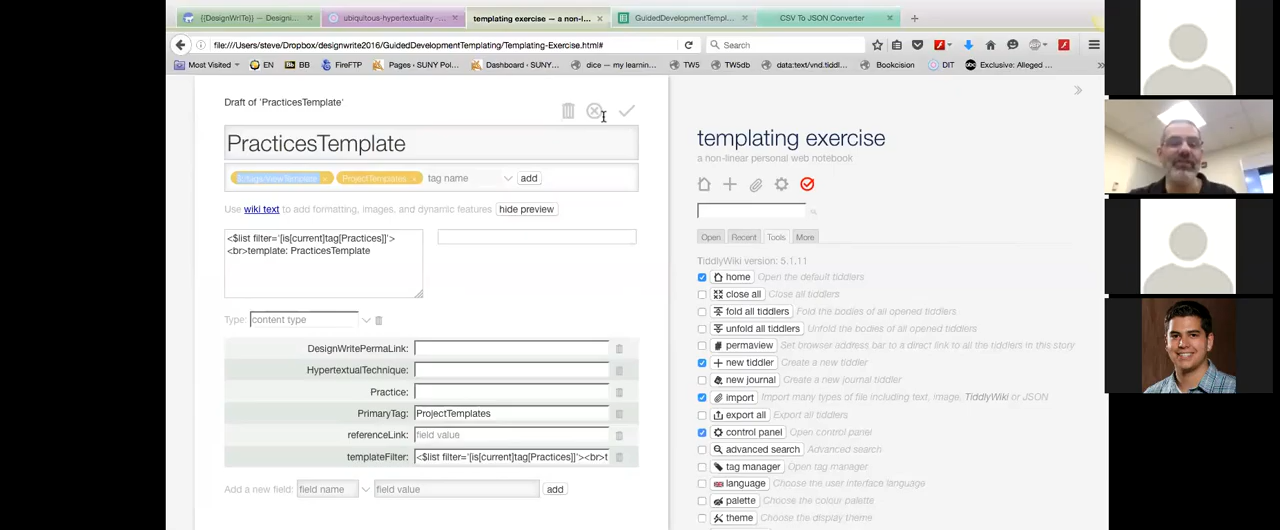 {{DesignWrITe}} — Designi...
ubiquitous-hypertextuality -...
templating exercise — a non-l...
GuidedDevelopmentTempl...
CSV To JSON Converter
file:///Users/steve/Dropbox/designwrite2016/GuidedDevelopmentTemplating/Templating-Exercise.html#
Search
Most Visited
EN
BB
FireFTP
Pages ‹ SUNY Pol...
Dashboard ‹ SUNY...
dice — my learnin...
TW5
TW5db
data:text/vnd.tiddl...
Bookcision
DIT
Exclusive: Alleged ...
Draft of 'PracticesTemplate'
PracticesTemplate
$:/tags/ViewTemplate × ProjectTemplates × tag name add
Use wiki text to add formatting, images, and dynamic features hide preview
<$list filter='[is[current]tag[Practices]]'>
<br>template: PracticesTemplate
Type: content type
DesignWritePermaLink:
HypertextualTechnique:
Practice:
PrimaryTag: ProjectTemplates
referenceLink: field value
templateFilter: <$list filter='[is[current]tag[Practices]]'><br>t
Add a new field: field name field value add
templating exercise
a non-linear personal web notebook
Open Recent Tools More
TiddlyWiki version: 5.1.11
home Open the default tiddlers
close all Close all tiddlers
fold all tiddlers Fold the bodies of all opened tiddlers
unfold all tiddlers Unfold the bodies of all opened tiddlers
permaview Set browser address bar to a direct link to all the tiddlers in this story
new tiddler Create a new tiddler
new journal Create a new journal tiddler
import Import many types of file including text, image, TiddlyWiki or JSON
export all Export all tiddlers
control panel Open control panel
advanced search Advanced search
tag manager Open tag manager
language Choose the user interface language
palette Choose the colour palette
theme Choose the display theme